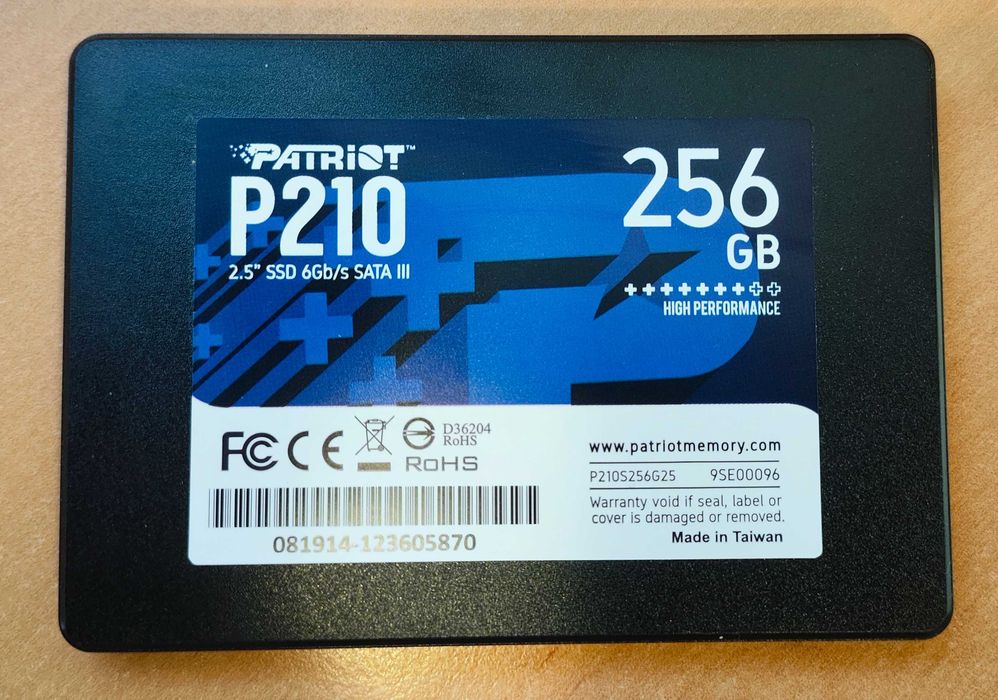 PATRIOT™
P210
2.5" SSD 6Gb/s SATA III
256
GB
HIGH PERFORMANCE
FC CE
D36204
RoHS
RoHS
081914-123605870
www.patriotmemory.com
P210S256G25 9SE00096
Warranty void if seal, label or
cover is damaged or removed.
Made in Taiwan